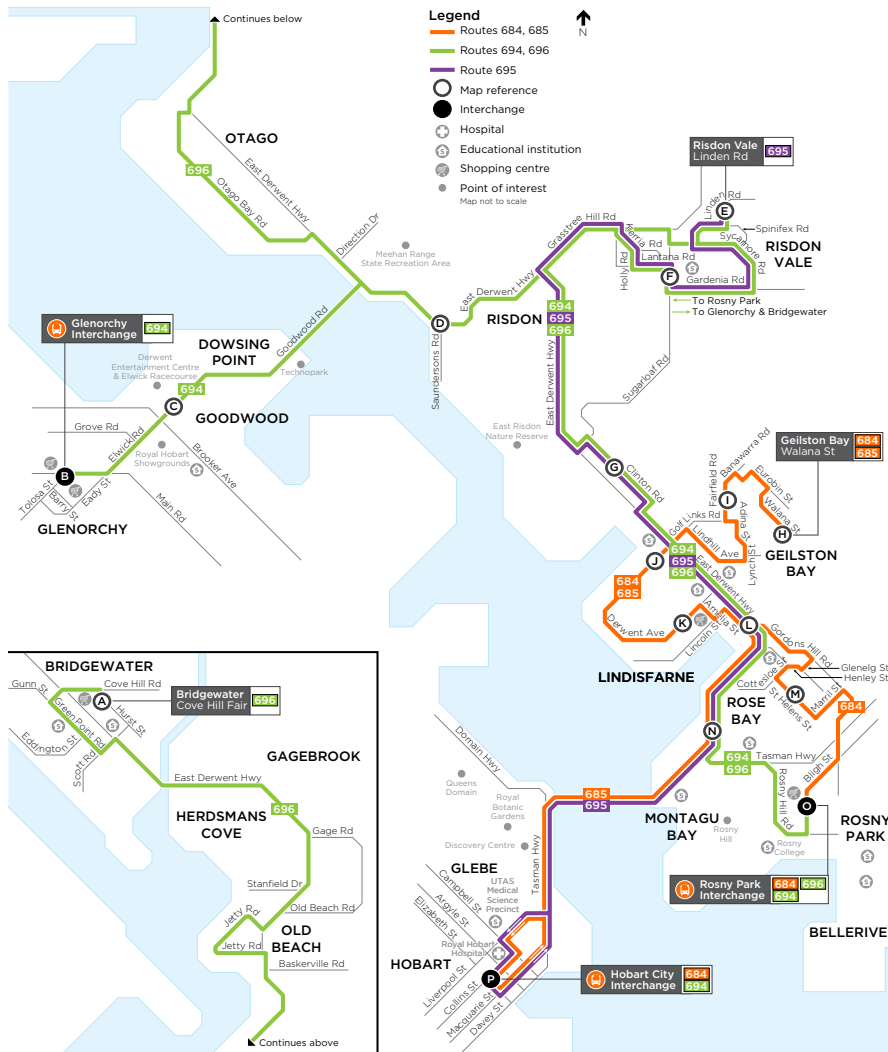 Continues below
Legend
Routes 684, 685
Routes 694, 696
Route 695
Map reference
Interchange
Hospital
Educational institution
Shopping centre
Point of interest
Map not to scale
N
OTAGO
East Derwent Hwy
696
Otago Bay Rd
Direction Dr
Meehan Range
State Recreation Area
Risdon Vale
Linden Rd
695
Linden Rd
E
Spinifex Rd
Sycamore Rd
RISDON
VALE
Grasstree Hill Rd
Kerria Rd
Lantana Rd
Holly Rd
F
Gardenia Rd
To Rosny Park
To Glenorchy & Bridgewater
East Derwent Hwy
RISDON
694
695
696
D
Saundersons Rd
Glenorchy
Interchange
694
DOWSING
POINT
Goodwood Rd
Technopark
Derwent
Entertainment Centre
& Elwick Racecourse
694
C
GOODWOOD
Grove Rd
Elwick Rd
Royal Hobart
Showgrounds
Brooker Ave
B
Tolosa St
Barry St
Eady St
Main Rd
GLENORCHY
East Derwent Hwy
Sugarloaf Rd
East Risdon
Nature Reserve
G
Clinton Rd
Geilston Bay
Walana St
684
685
Banawarra Rd
Fairfield Rd
Eurobin St
I
Walana St
Adina St
H
GEILSTON
BAY
Golf Links Rd
Lindhill Ave
Lynch St
J
694
695
696
East Derwent Hwy
684
685
Derwent Ave
K
Amelia St
Lincoln St
L
LINDISFARNE
Gordons Hill Rd
Glenelg St
Henley St
Cottesloe St
M
St Helens St
Marril St
684
ROSE
BAY
N
694
696
Tasman Hwy
Bligh St
Rosny Hill Rd
O
ROSNY
PARK
MONTAGU
BAY
Rosny
Hill
Rosny
College
Rosny Park
Interchange
684
696
694
BELLERIVE
Domain Hwy
Queens
Domain
Royal
Botanic
Gardens
Discovery Centre
685
695
Tasman Hwy
GLEBE
UTAS
Medical
Science
Precinct
Campbell St
Argyle St
Elizabeth St
Royal Hobart
Hospital
HOBART
Liverpool St
Collins St
Macquarie St
Davey St
P
Hobart City
Interchange
684
694
BRIDGEWATER
Gunn St
Cove Hill Rd
A
Bridgewater
Cove Hill Fair
696
Green Point Rd
Hurst St
Eddington St
Scott Rd
GAGEBROOK
East Derwent Hwy
696
HERDSMANS
COVE
Gage Rd
Stanfield Dr
Old Beach Rd
Jetty Rd
OLD
BEACH
Jetty Rd
Baskerville Rd
Continues above